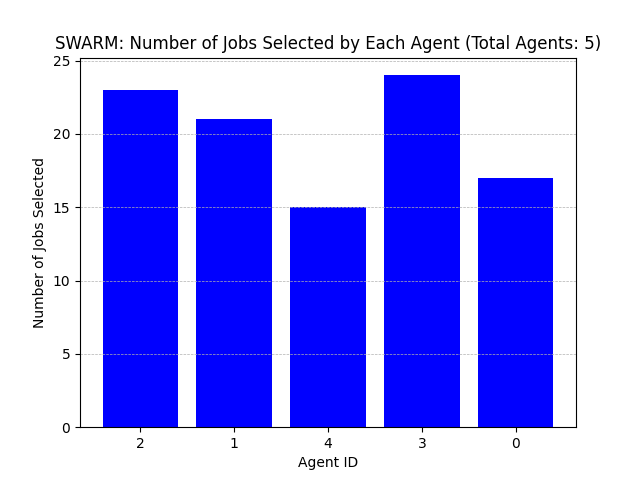 SWARM: Number of Jobs Selected by Each Agent (Total Agents: 5)
25
20
15
10
5
0
Number of Jobs Selected
2 1 4 3 0
Agent ID